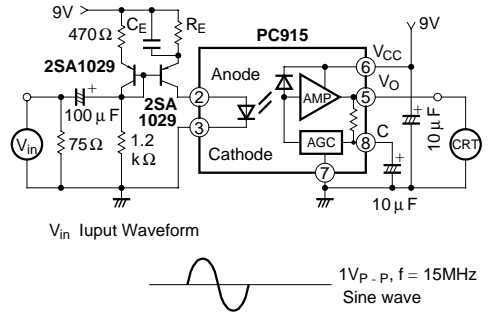 9V
470Ω
C_E
R_E
PC915
9V
2SA1029
V_CC
6
Anode
2
AMP
V_O
5
2SA
1029
100 μF
3
Cathode
V_in
75Ω
1.2
kΩ
AGC
C
8
7
10 μF
CRT
10 μF
V_in Iuput Waveform
1V_P - P, f = 15MHz
Sine wave